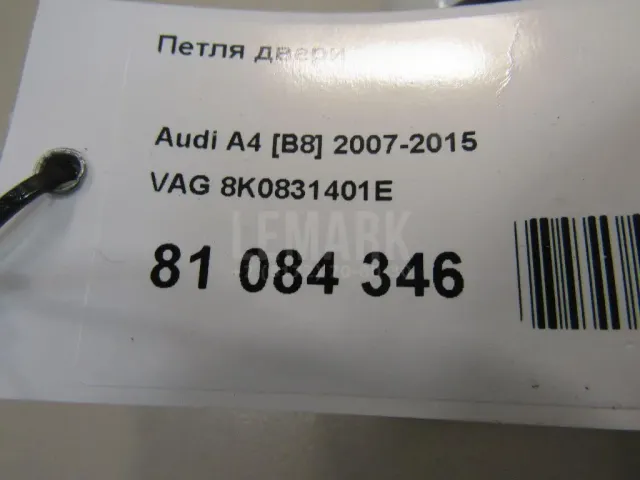 Петля двери
Audi A4 [B8] 2007-2015
VAG 8K0831401E
LEMARK
81 084 346